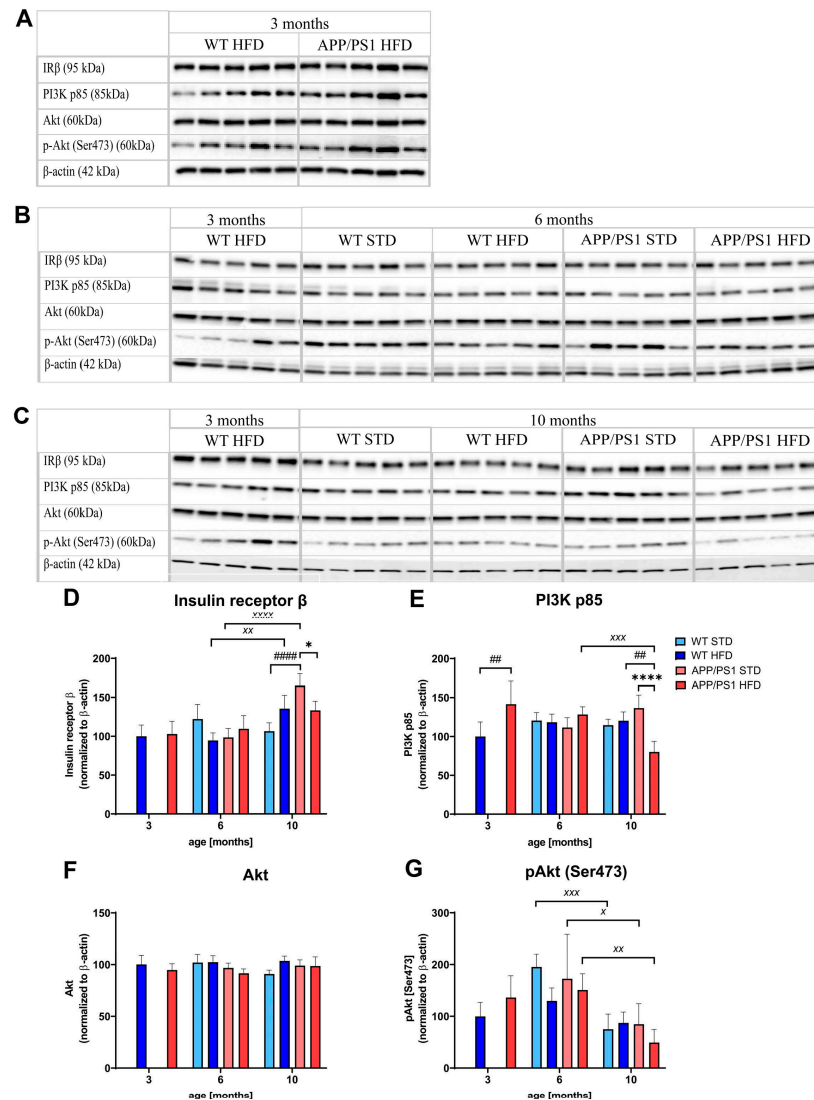 A
3 months
WT HFD APP/PS1 HFD
IRβ (95 kDa)
PI3K p85 (85kDa)
Akt (60kDa)
p-Akt (Ser473) (60kDa)
β-actin (42 kDa)
B
3 months 6 months
WT HFD WT STD WT HFD APP/PS1 STD APP/PS1 HFD
IRβ (95 kDa)
PI3K p85 (85kDa)
Akt (60kDa)
p-Akt (Ser473) (60kDa)
β-actin (42 kDa)
C
3 months 10 months
WT HFD WT STD WT HFD APP/PS1 STD APP/PS1 HFD
IRβ (95 kDa)
PI3K p85 (85kDa)
Akt (60kDa)
p-Akt (Ser473) (60kDa)
β-actin (42 kDa)
D Insulin receptor β
xxxx
xx
*
####
200
150
100
50
0
Insulin receptor β
(normalized to β-actin)
3 6 10
age [months]
E PI3K p85
xxx
##
##
****
200
150
100
50
0
PI3K p85
(normalized to β-actin)
3 6 10
age [months]
WT STD
WT HFD
APP/PS1 STD
APP/PS1 HFD
F Akt
150
100
50
0
Akt
(normalized to β-actin)
3 6 10
age [months]
G pAkt (Ser473)
xxx
x
xx
300
200
100
0
pAkt [Ser473]
(normalized to β-actin)
3 6 10
age [months]